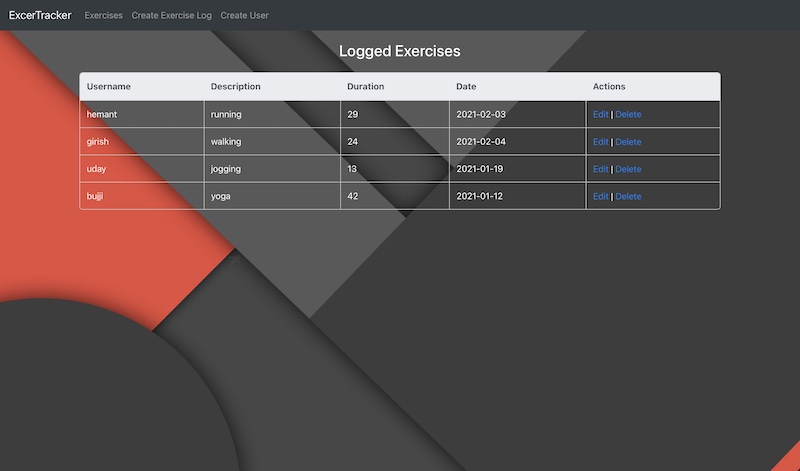 ExcerTracker Exercises Create Exercise Log Create User
Logged Exercises
Username Description Duration Date Actions
hemant running 29 2021-02-03 Edit | Delete
girish walking 24 2021-02-04 Edit | Delete
uday jogging 13 2021-01-19 Edit | Delete
bujji yoga 42 2021-01-12 Edit | Delete